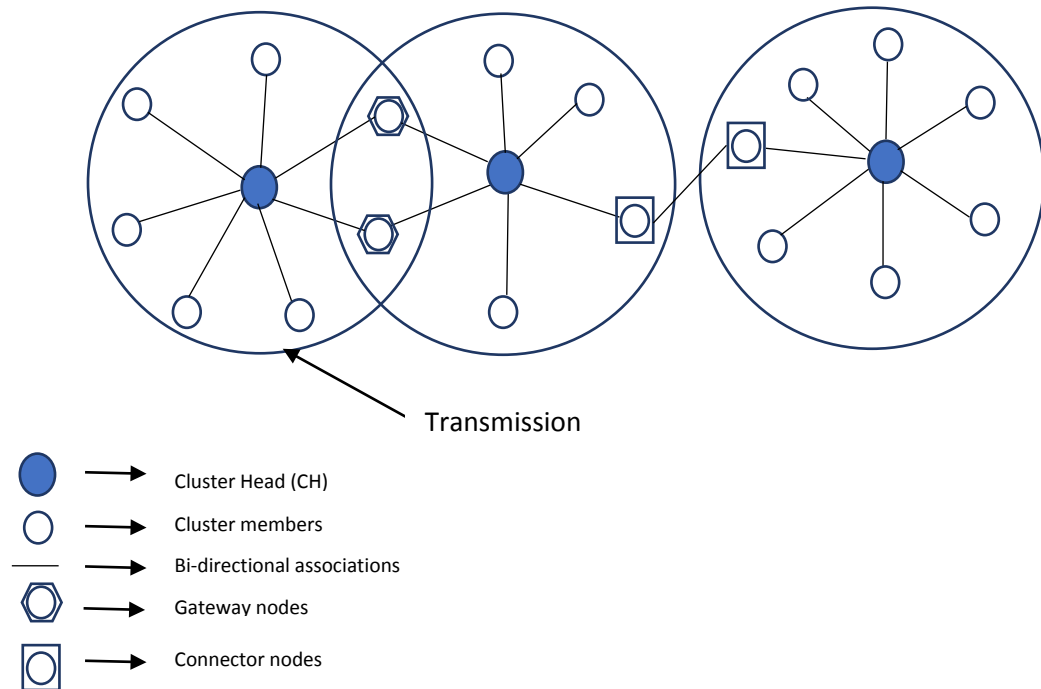 Transmission
Cluster Head (CH)
Cluster members
Bi-directional associations
Gateway nodes
Connector nodes